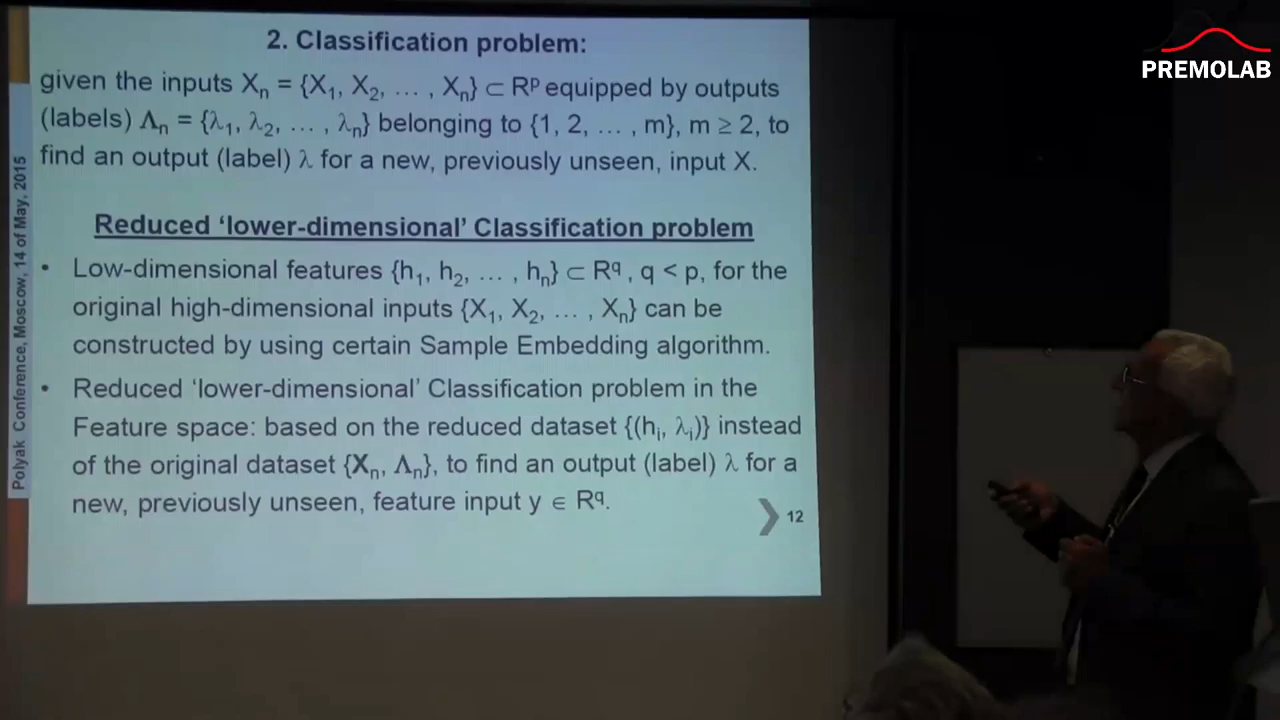 2. Classification problem:
given the inputs Xₙ = {X₁, X₂, … , Xₙ} ⊂ Rᵖ equipped by outputs
(labels) Λₙ = {λ₁, λ₂, … , λₙ} belonging to {1, 2, … , m}, m ≥ 2, to
find an output (label) λ for a new, previously unseen, input X.
Reduced ‘lower-dimensional’ Classification problem
• Low-dimensional features {h₁, h₂, … , hₙ} ⊂ R^q, q < p, for the
original high-dimensional inputs {X₁, X₂, … , Xₙ} can be
constructed by using certain Sample Embedding algorithm.
• Reduced ‘lower-dimensional’ Classification problem in the
Feature space: based on the reduced dataset {(hᵢ, λᵢ)} instead
of the original dataset {Xₙ, Λₙ}, to find an output (label) λ for a
new, previously unseen, feature input y ∈ R^q.
12
Polyak Conference, Moscow, 14 of May, 2015
PREMOLAB